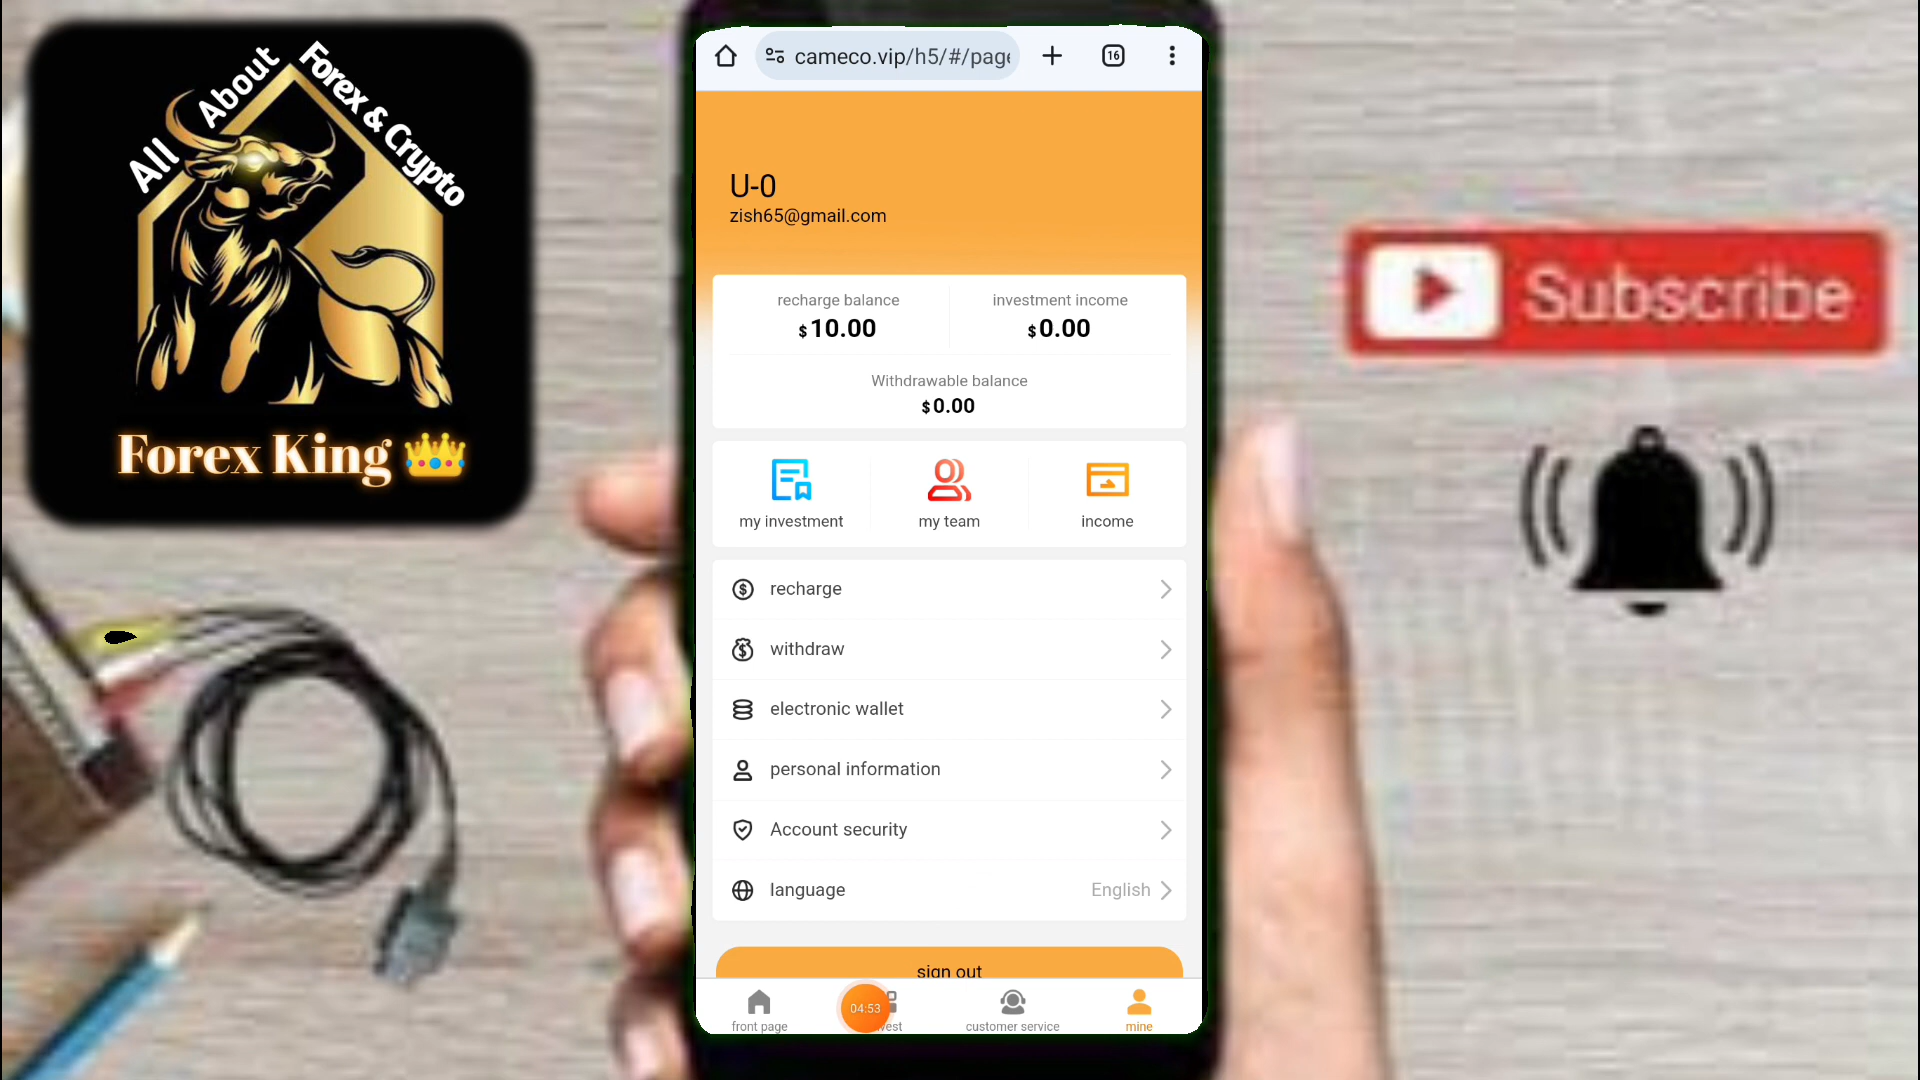 All About Forex & Crypto
Forex King
cameco.vip/h5/#/page
16
U-0
zish65@gmail.com
recharge balance
investment income
$10.00
$0.00
Withdrawable balance
$0.00
my investment
my team
income
recharge
withdraw
electronic wallet
personal information
Account security
language
English
sign out
04:53
front page
vest
customer service
mine
Subscribe